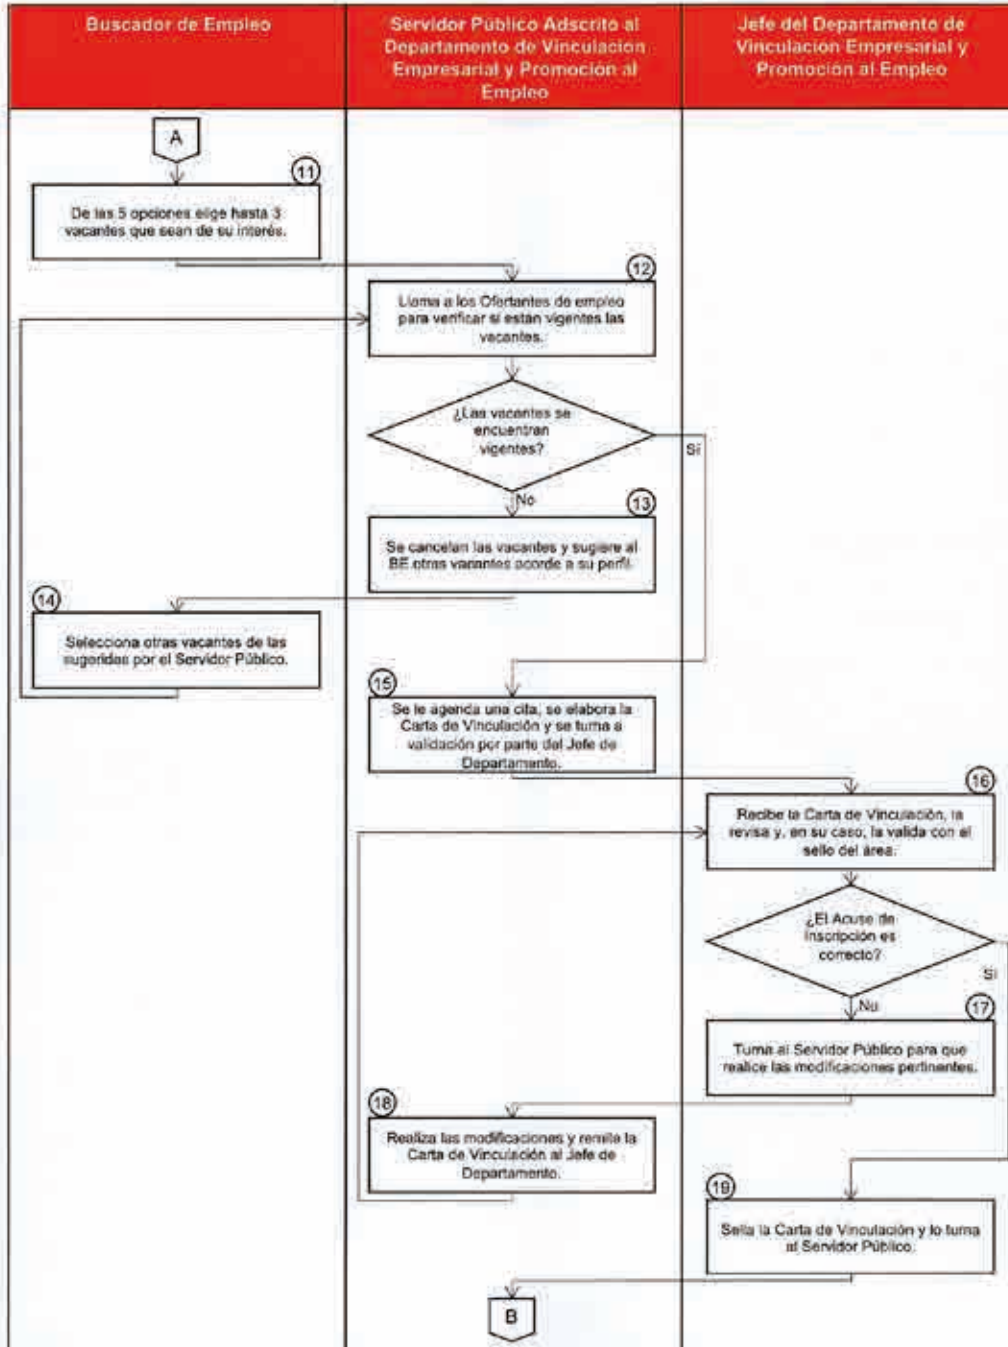 Buscador de Empleo
Servidor Público Adscrito al
Departamento de Vinculación
Empresarial y Promoción al
Empleo
Jefe del Departamento de
Vinculación Empresarial y
Promoción al Empleo
A
11
De las 5 opciones elige hasta 3
vacantes que sean de su interés.
12
Llama a los Ofertantes de empleo
para verificar si están vigentes las
vacantes.
¿Las vacantes se
encuentran
vigentes?
Sí
No
13
Se cancelan las vacantes y sugiere al
BE otras vacantes acorde a su perfil.
14
Selecciona otras vacantes de las
sugeridas por el Servidor Público.
15
Se le agenda una cita, se elabora la
Carta de Vinculación y se turna a
validación por parte del Jefe de
Departamento.
16
Recibe la Carta de Vinculación, la
revisa y, en su caso, la valida con el
sello del área.
¿El Acuse de
Inscripción es
correcto?
Sí
No
17
Turna al Servidor Público para que
realice las modificaciones pertinentes.
18
Realiza las modificaciones y remite la
Carta de Vinculación al Jefe de
Departamento.
19
Sella la Carta de Vinculación y lo turna
al Servidor Público.
B